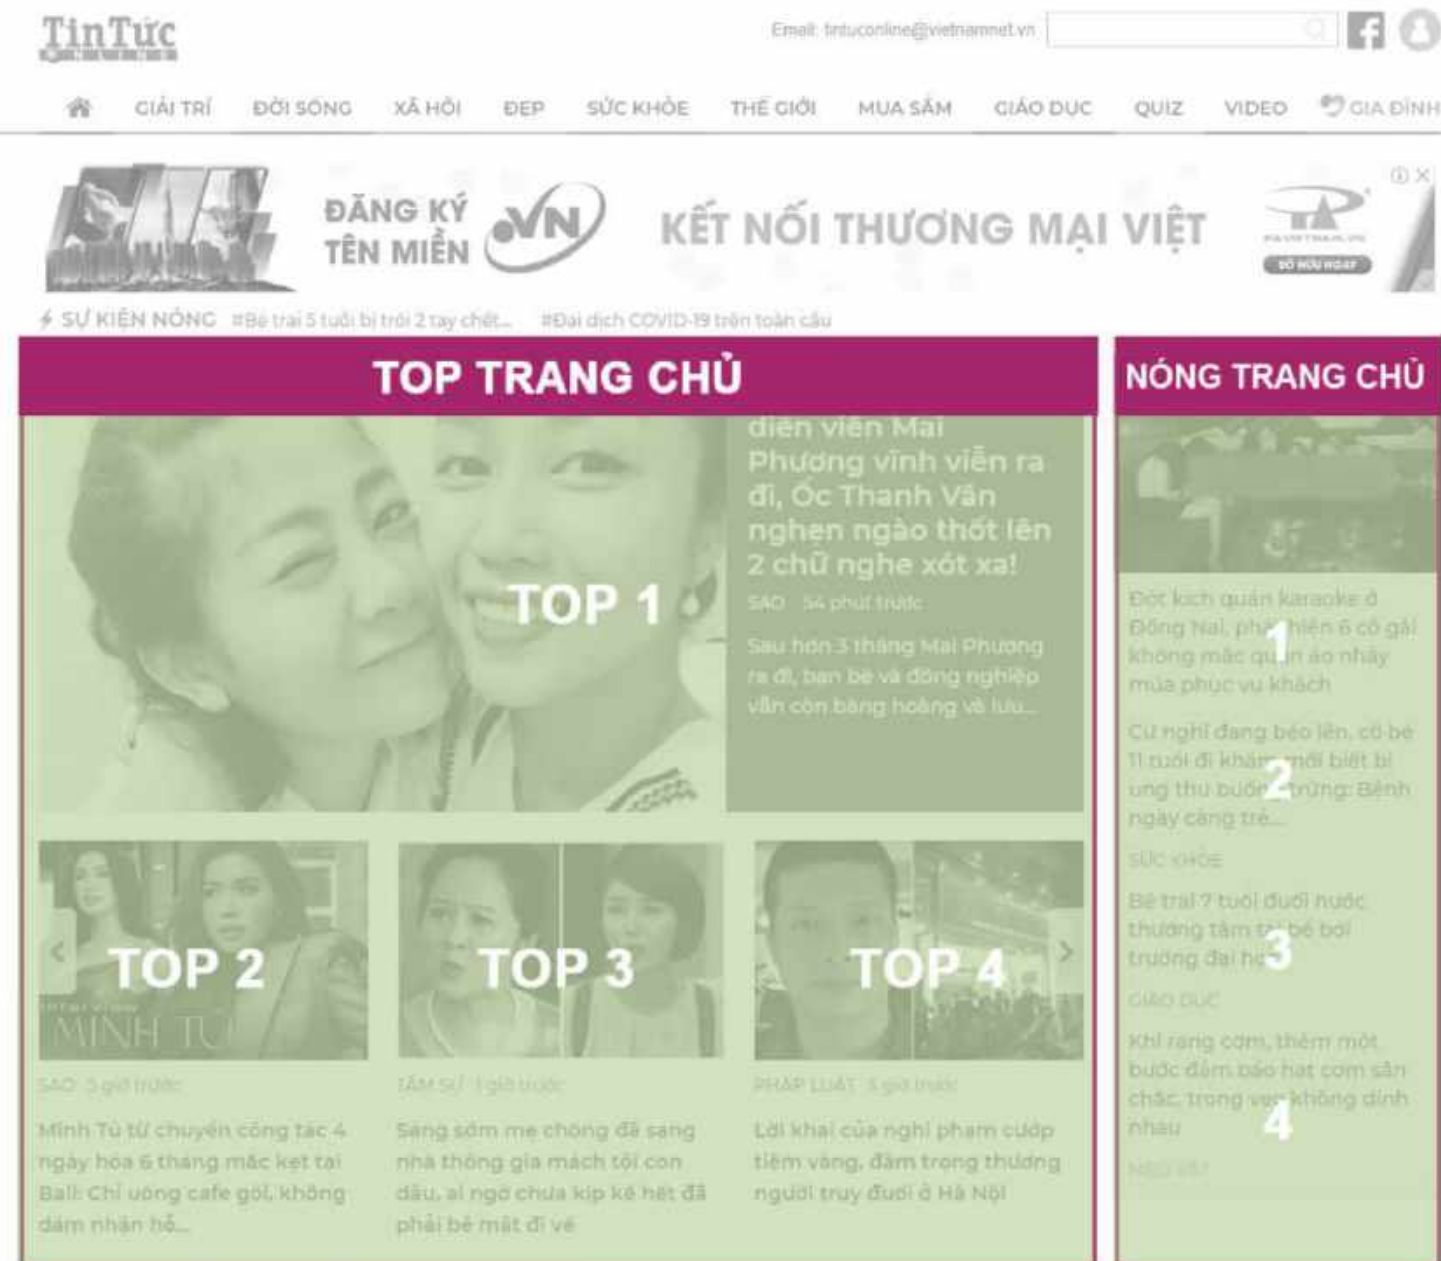 TinTức
ONLINE
Email: tintuconline@vietnamnet.vn
GIẢI TRÍ ĐỜI SỐNG XÃ HỘI ĐẸP SỨC KHỎE THẾ GIỚI MUA SẮM GIÁO DỤC QUIZ VIDEO GIA ĐÌNH
ĐĂNG KÝ
TÊN MIỀN
.VN
KẾT NỐI THƯƠNG MẠI VIỆT
PAVIETNAM.VN
SỞ HỮU NGAY
SỰ KIỆN NÓNG #Bé trai 5 tuổi bị trói 2 tay chết... #Đại dịch COVID-19 trên toàn cầu
TOP TRANG CHỦ
diễn viên Mai
Phương vĩnh viễn ra
đi, Ốc Thanh Vân
nghẹn ngào thốt lên
2 chữ nghe xót xa!
SAO 54 phút trước
Sau hơn 3 tháng Mai Phương
ra đi, bạn bè và đồng nghiệp
vẫn còn bàng hoàng và lưu...
TOP 1
TOP 2
MINH TÚ
SAO 5 giờ trước
Minh Tú từ chuyến công tác 4
ngày hóa 6 tháng mắc kẹt tại
Bali: Chỉ uống cafe gói, không
dám nhận hỗ...
TOP 3
TÂM SỰ 1 giờ trước
Sáng sớm mẹ chồng đã sang
nhà thông gia mách tội con
dâu, ai ngờ chưa kịp kể hết đã
phải bẽ mặt đi về
TOP 4
PHÁP LUẬT 5 giờ trước
Lời khai của nghi phạm cướp
tiệm vàng, đâm trọng thương
người truy đuổi ở Hà Nội
NÓNG TRANG CHỦ
Đột kích quán karaoke ở
Đồng Nai, phát hiện 6 cô gái
không mặc quần áo nhảy
múa phục vụ khách
1
Cứ nghĩ đang béo lên, cô bé
11 tuổi đi khám mới biết bị
ung thư buồng trứng: Bệnh
ngày càng trẻ...
2
SỨC KHỎE
Bé trai 7 tuổi đuối nước
thương tâm tại bể bơi
trường đại học
3
GIÁO DỤC
Khi rang cơm, thêm một
bước đảm bảo hạt cơm săn
chắc, trong veo không dính
nhau
4
MẸO VẶT